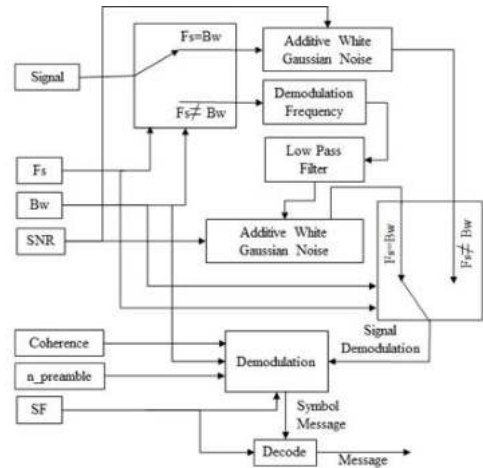 Fs=Bw
Additive White
Gaussian Noise
Signal
Fs≠ Bw
Demodulation
Frequency
Fs
Low Pass
Filter
Bw
SNR
Additive White
Gaussian Noise
Fs=Bw
Fs≠ Bw
Coherence
Demodulation
Signal
Demodulation
n_preamble
SF
Symbol
Message
Decode
Message